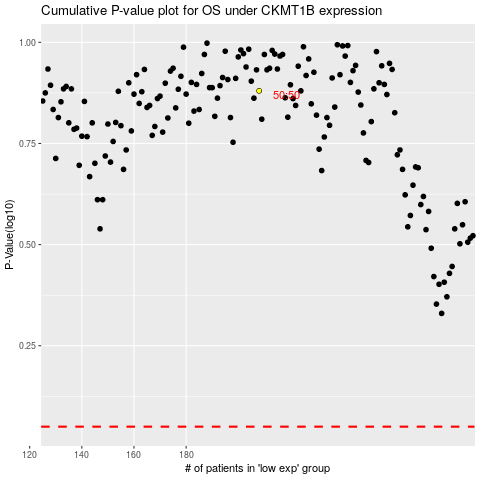 Cumulative P-value plot for OS under CKMT1B expression
P-Value(log10)
1.00
0.75
0.50
0.25
50:50
120 140 160 180
# of patients in 'low exp' group